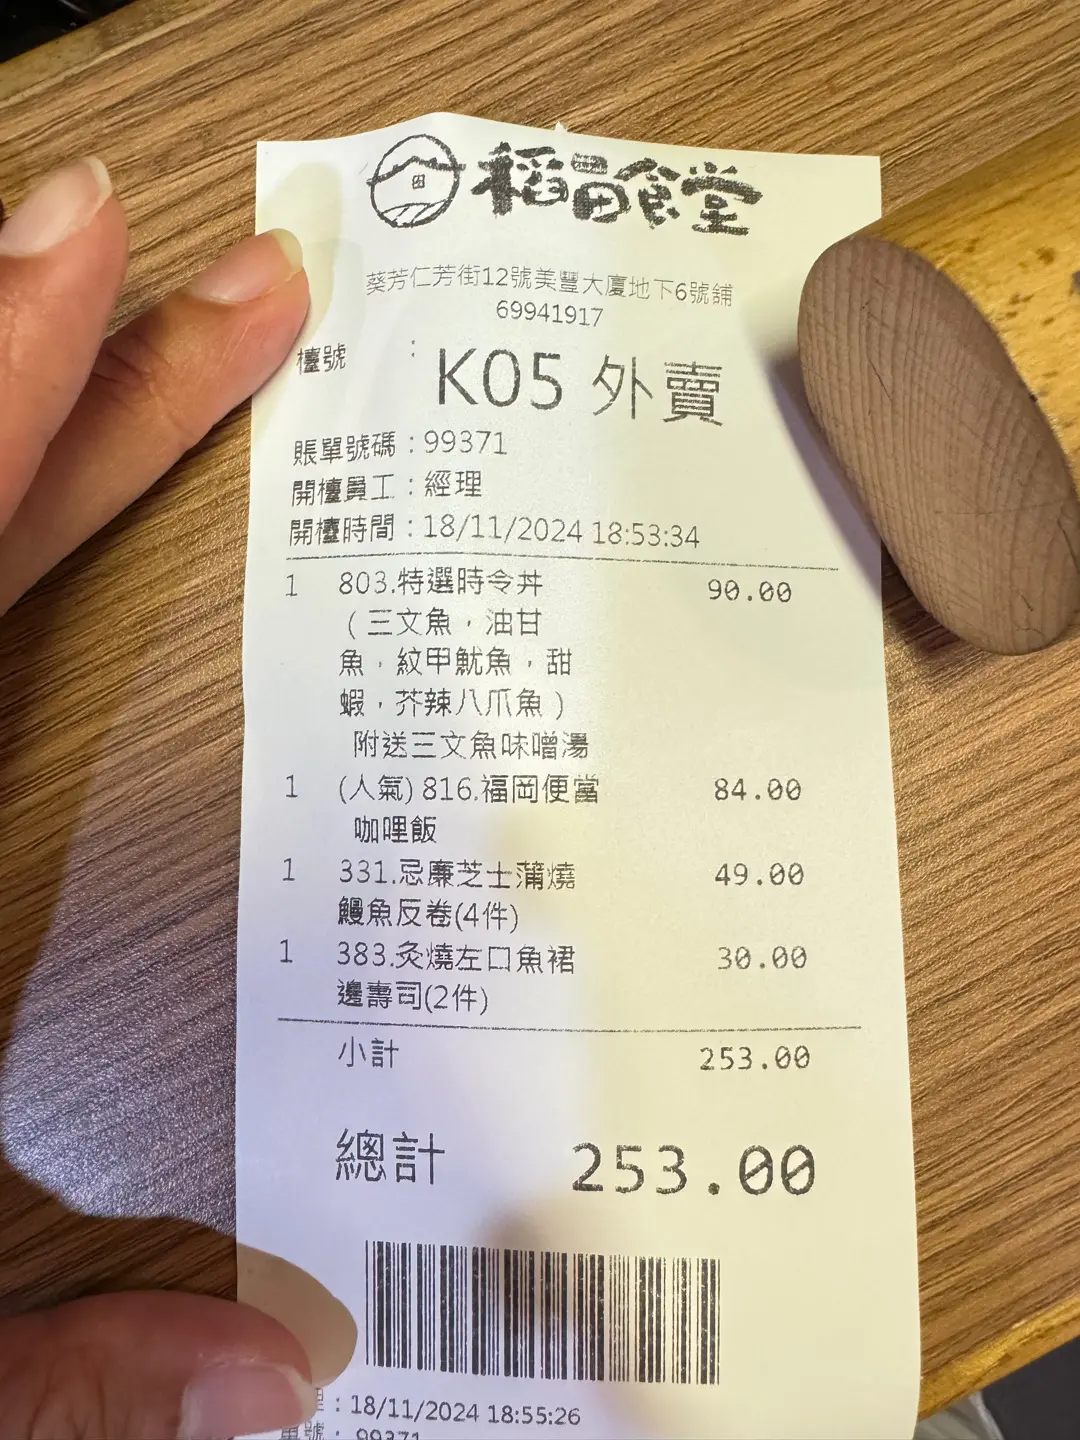 稻田食堂
葵芳仁芳街12號美豐大廈地下6號舖
69941917
檯號 : K05 外賣
賬單號碼：99371
開檯員工：經理
開檯時間：18/11/2024 18:53:34
1 803.特選時令丼 90.00
（三文魚，油甘
魚，紋甲魷魚，甜
蝦，芥辣八爪魚）
附送三文魚味噌湯
1 (人氣) 816.福岡便當 84.00
咖哩飯
1 331.忌廉芝士蒲燒 49.00
鰻魚反卷(4件)
1 383.炙燒左口魚裙 30.00
邊壽司(2件)
小計 253.00
總計 253.00
理：18/11/2024 18:55:26
單號：99371